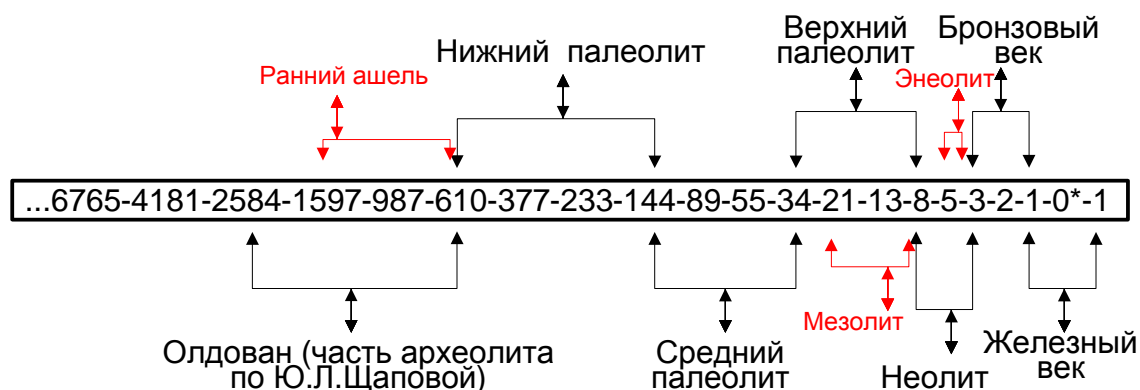 Верхний
палеолит
Бронзовый
век
Нижний палеолит
Ранний ашель
Энеолит
...6765-4181-2584-1597-987-610-377-233-144-89-55-34-21-13-8-5-3-2-1-0*-1
Мезолит
Олдован (часть археолита
по Ю.Л.Щаповой)
Средний
палеолит
Неолит
Железный
век